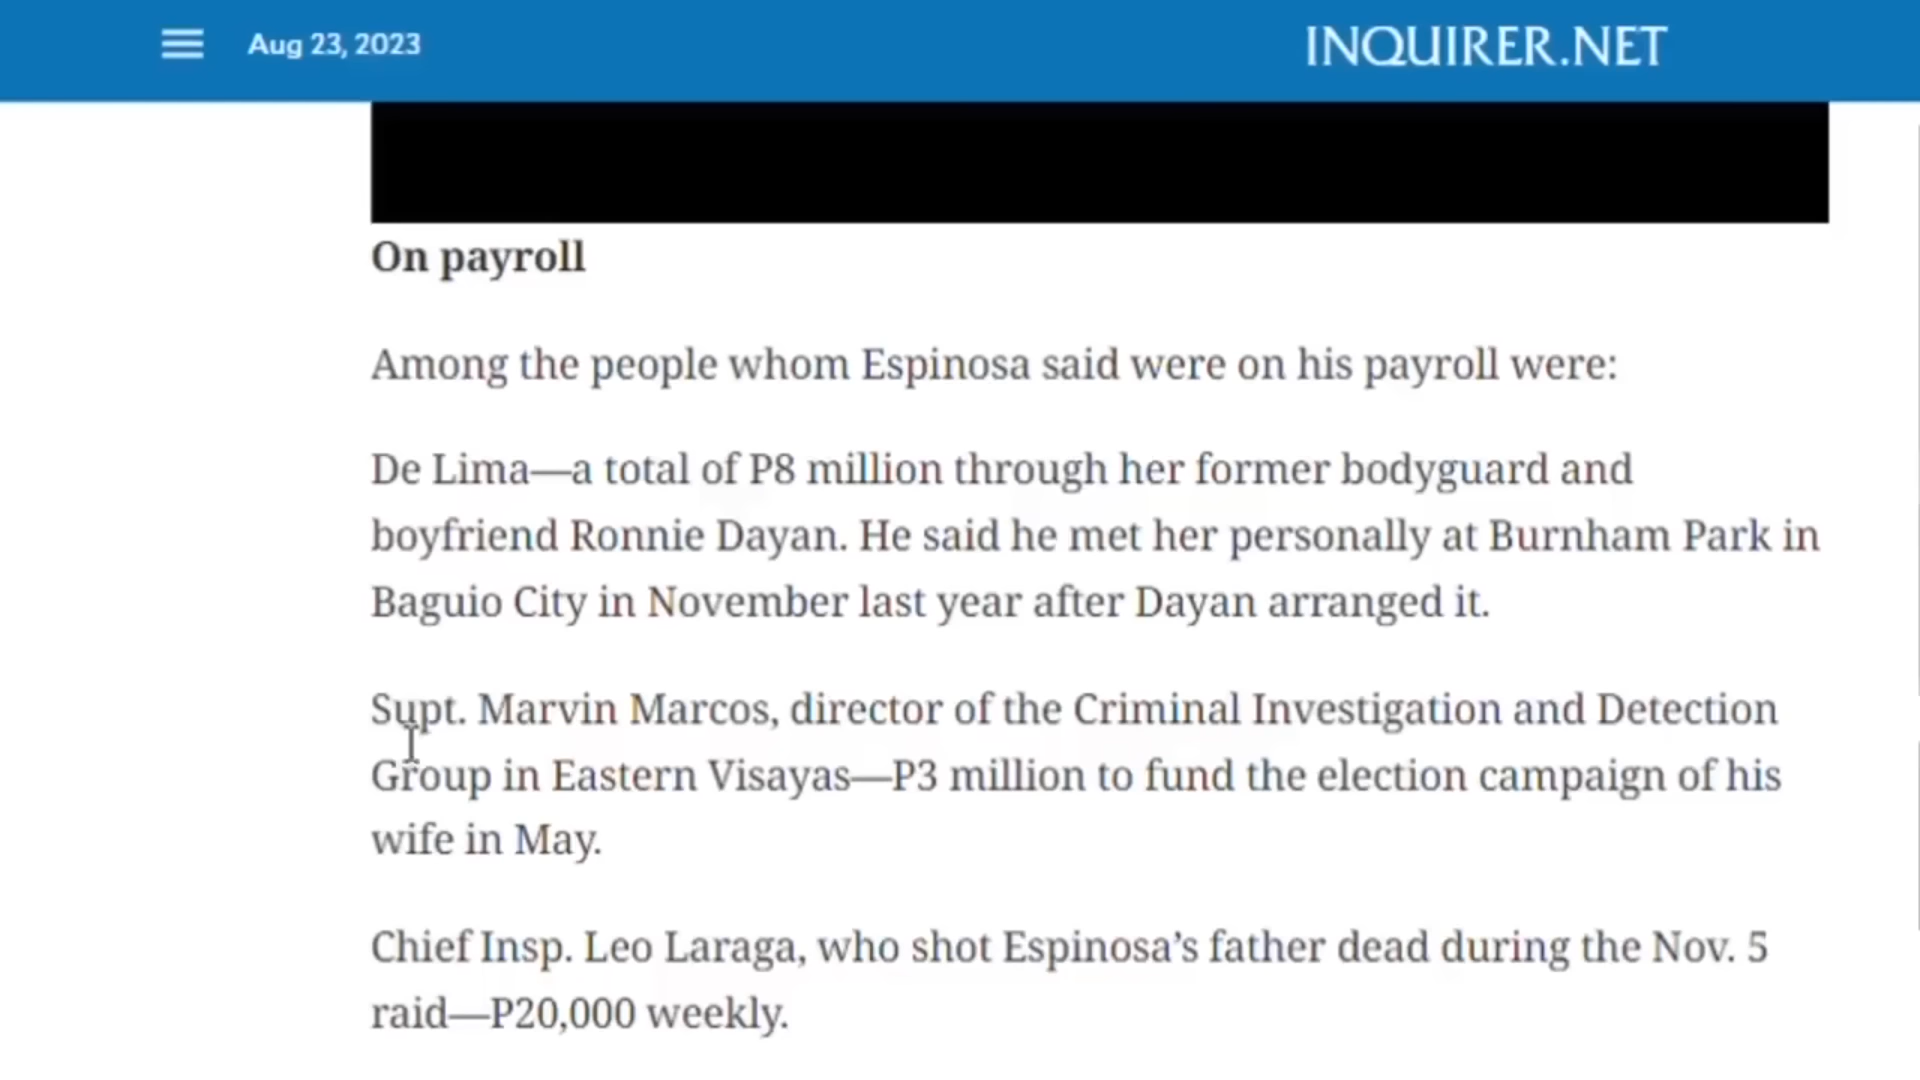 Aug 23, 2023
INQUIRER.NET
On payroll
Among the people whom Espinosa said were on his payroll were:
De Lima—a total of P8 million through her former bodyguard and
boyfriend Ronnie Dayan. He said he met her personally at Burnham Park in
Baguio City in November last year after Dayan arranged it.
Supt. Marvin Marcos, director of the Criminal Investigation and Detection
Group in Eastern Visayas—P3 million to fund the election campaign of his
wife in May.
Chief Insp. Leo Laraga, who shot Espinosa’s father dead during the Nov. 5
raid—P20,000 weekly.